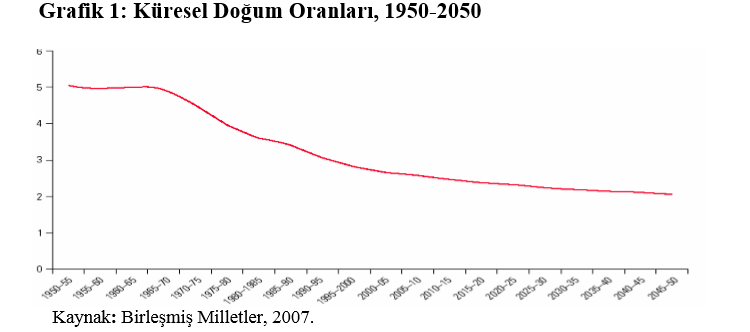 Grafik 1: Küresel Doğum Oranları, 1950-2050
6
5
4
3
2
1
0
1950-55 1955-60 1960-65 1965-70 1970-75 1975-80 1980-1985 1985-80 1990-95 1995-2000 2000-05 2005-10 2010-15 2015-20 2020-25 2025-30 2030-35 2035-40 2040-45 2045-50
Kaynak: Birleşmiş Milletler, 2007.